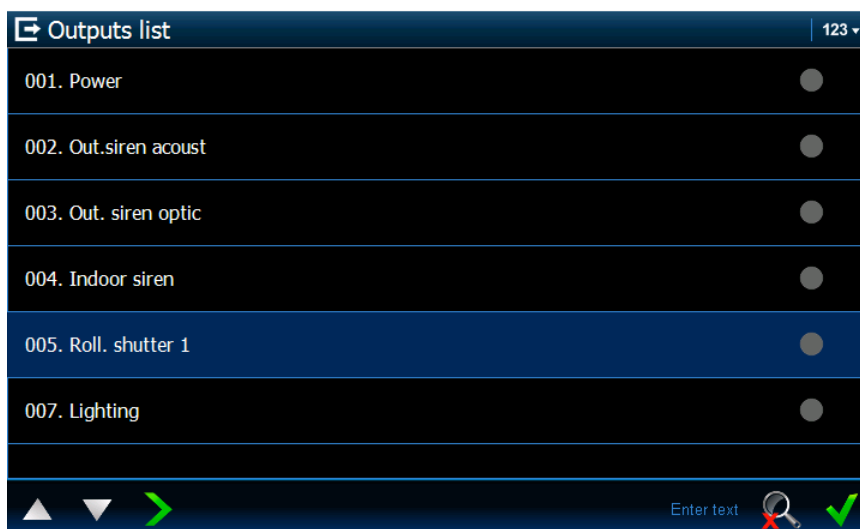 Outputs list
123
001. Power
002. Out.siren acoust
003. Out. siren optic
004. Indoor siren
005. Roll. shutter 1
007. Lighting
Enter text